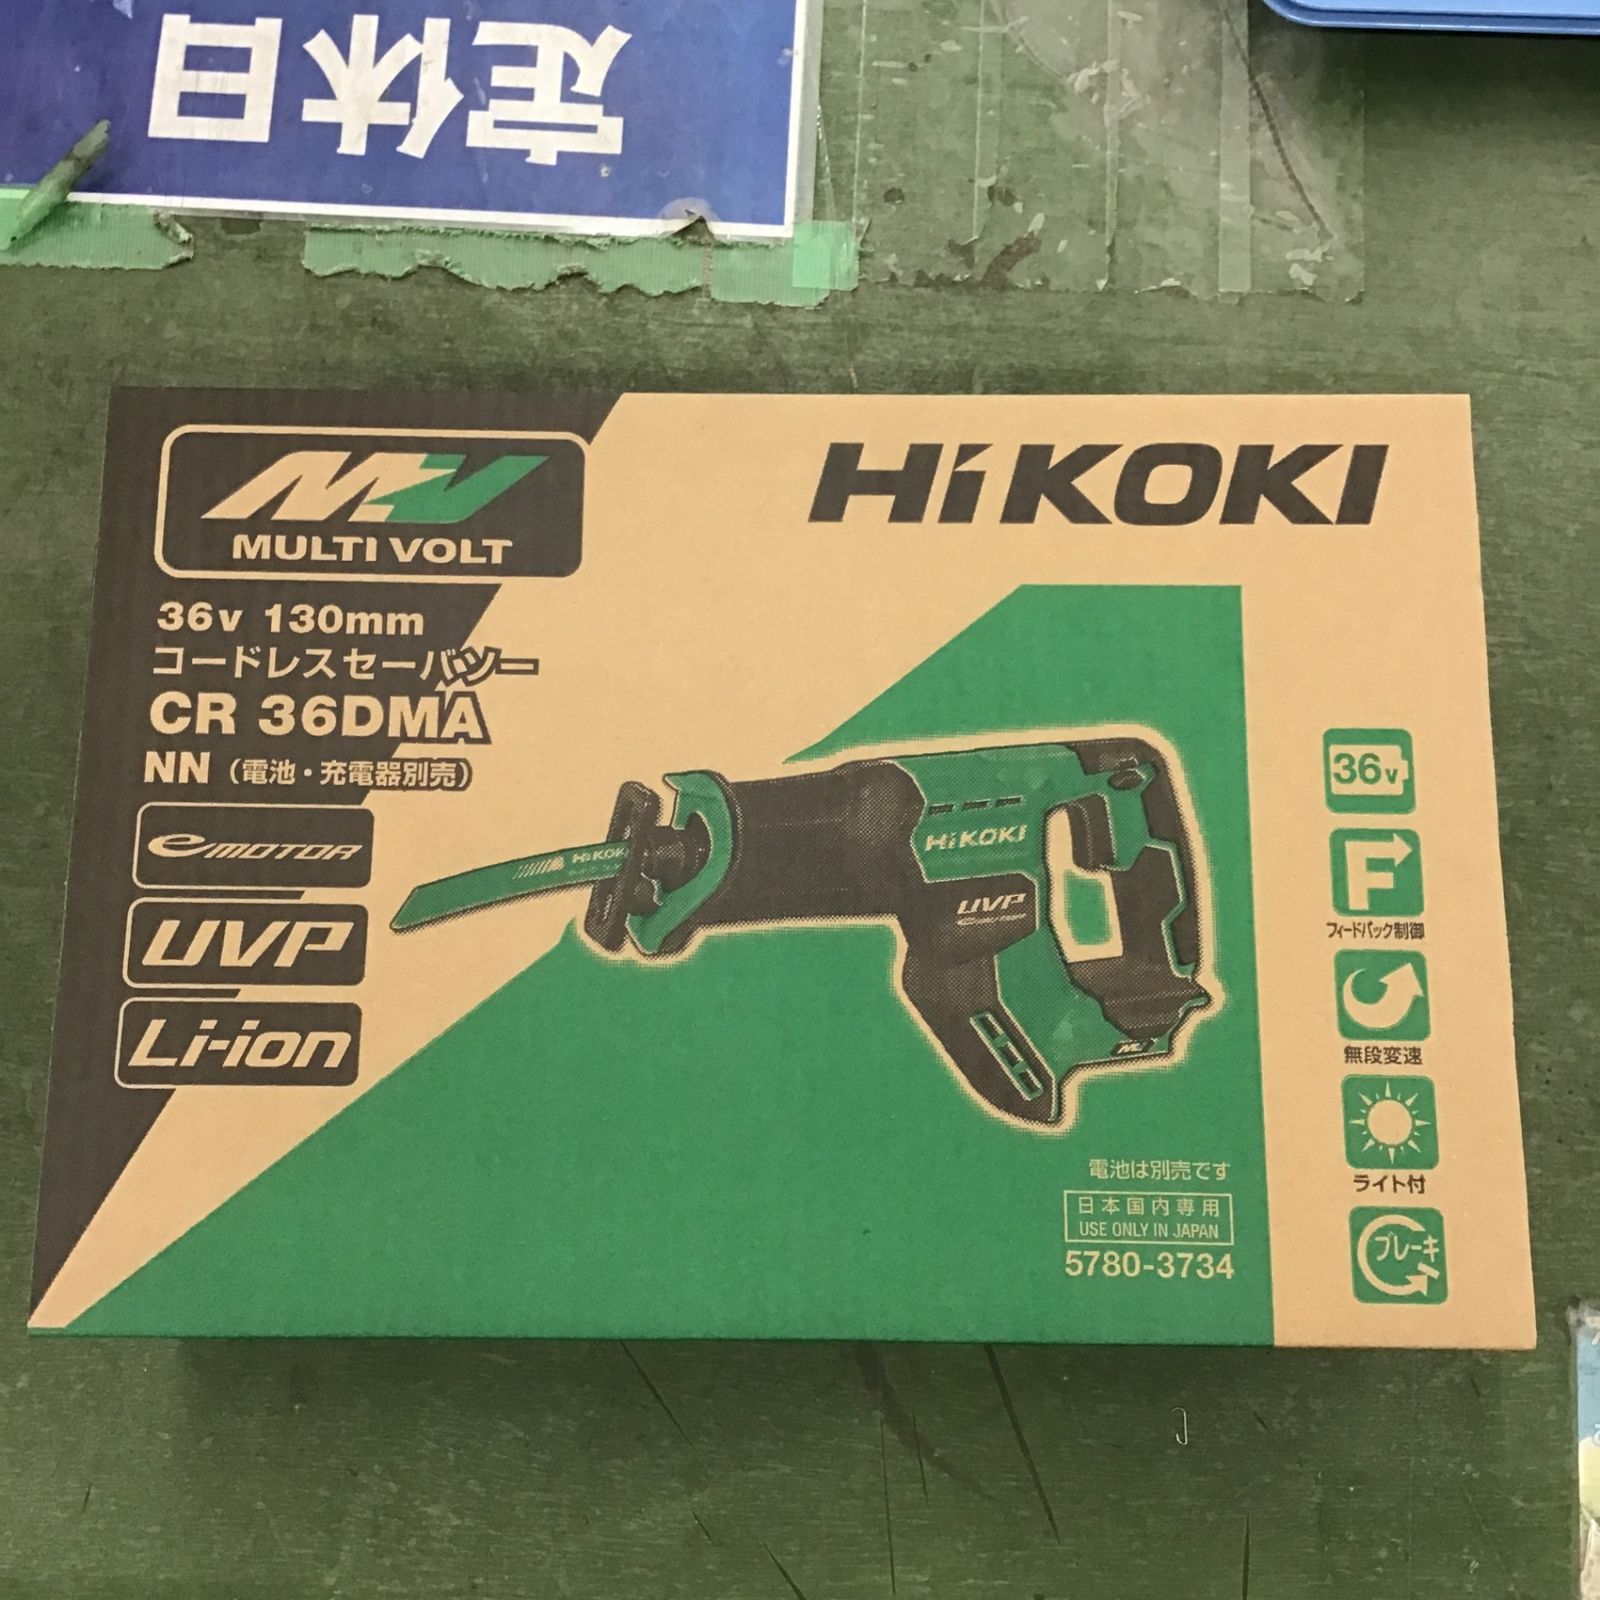 定休日
MV
MULTI VOLT
HiKOKI
36v 130mm
コードレスセーバソー
CR 36DMA
NN（電池・充電器別売）
e MOTOR
UVP
Li-ion
HiKOKI
HiKOKI
UVP
36v
F
フィードバック制御
無段変速
ライト付
ブレーキ
電池は別売です
日本国内専用
USE ONLY IN JAPAN
5780-3734